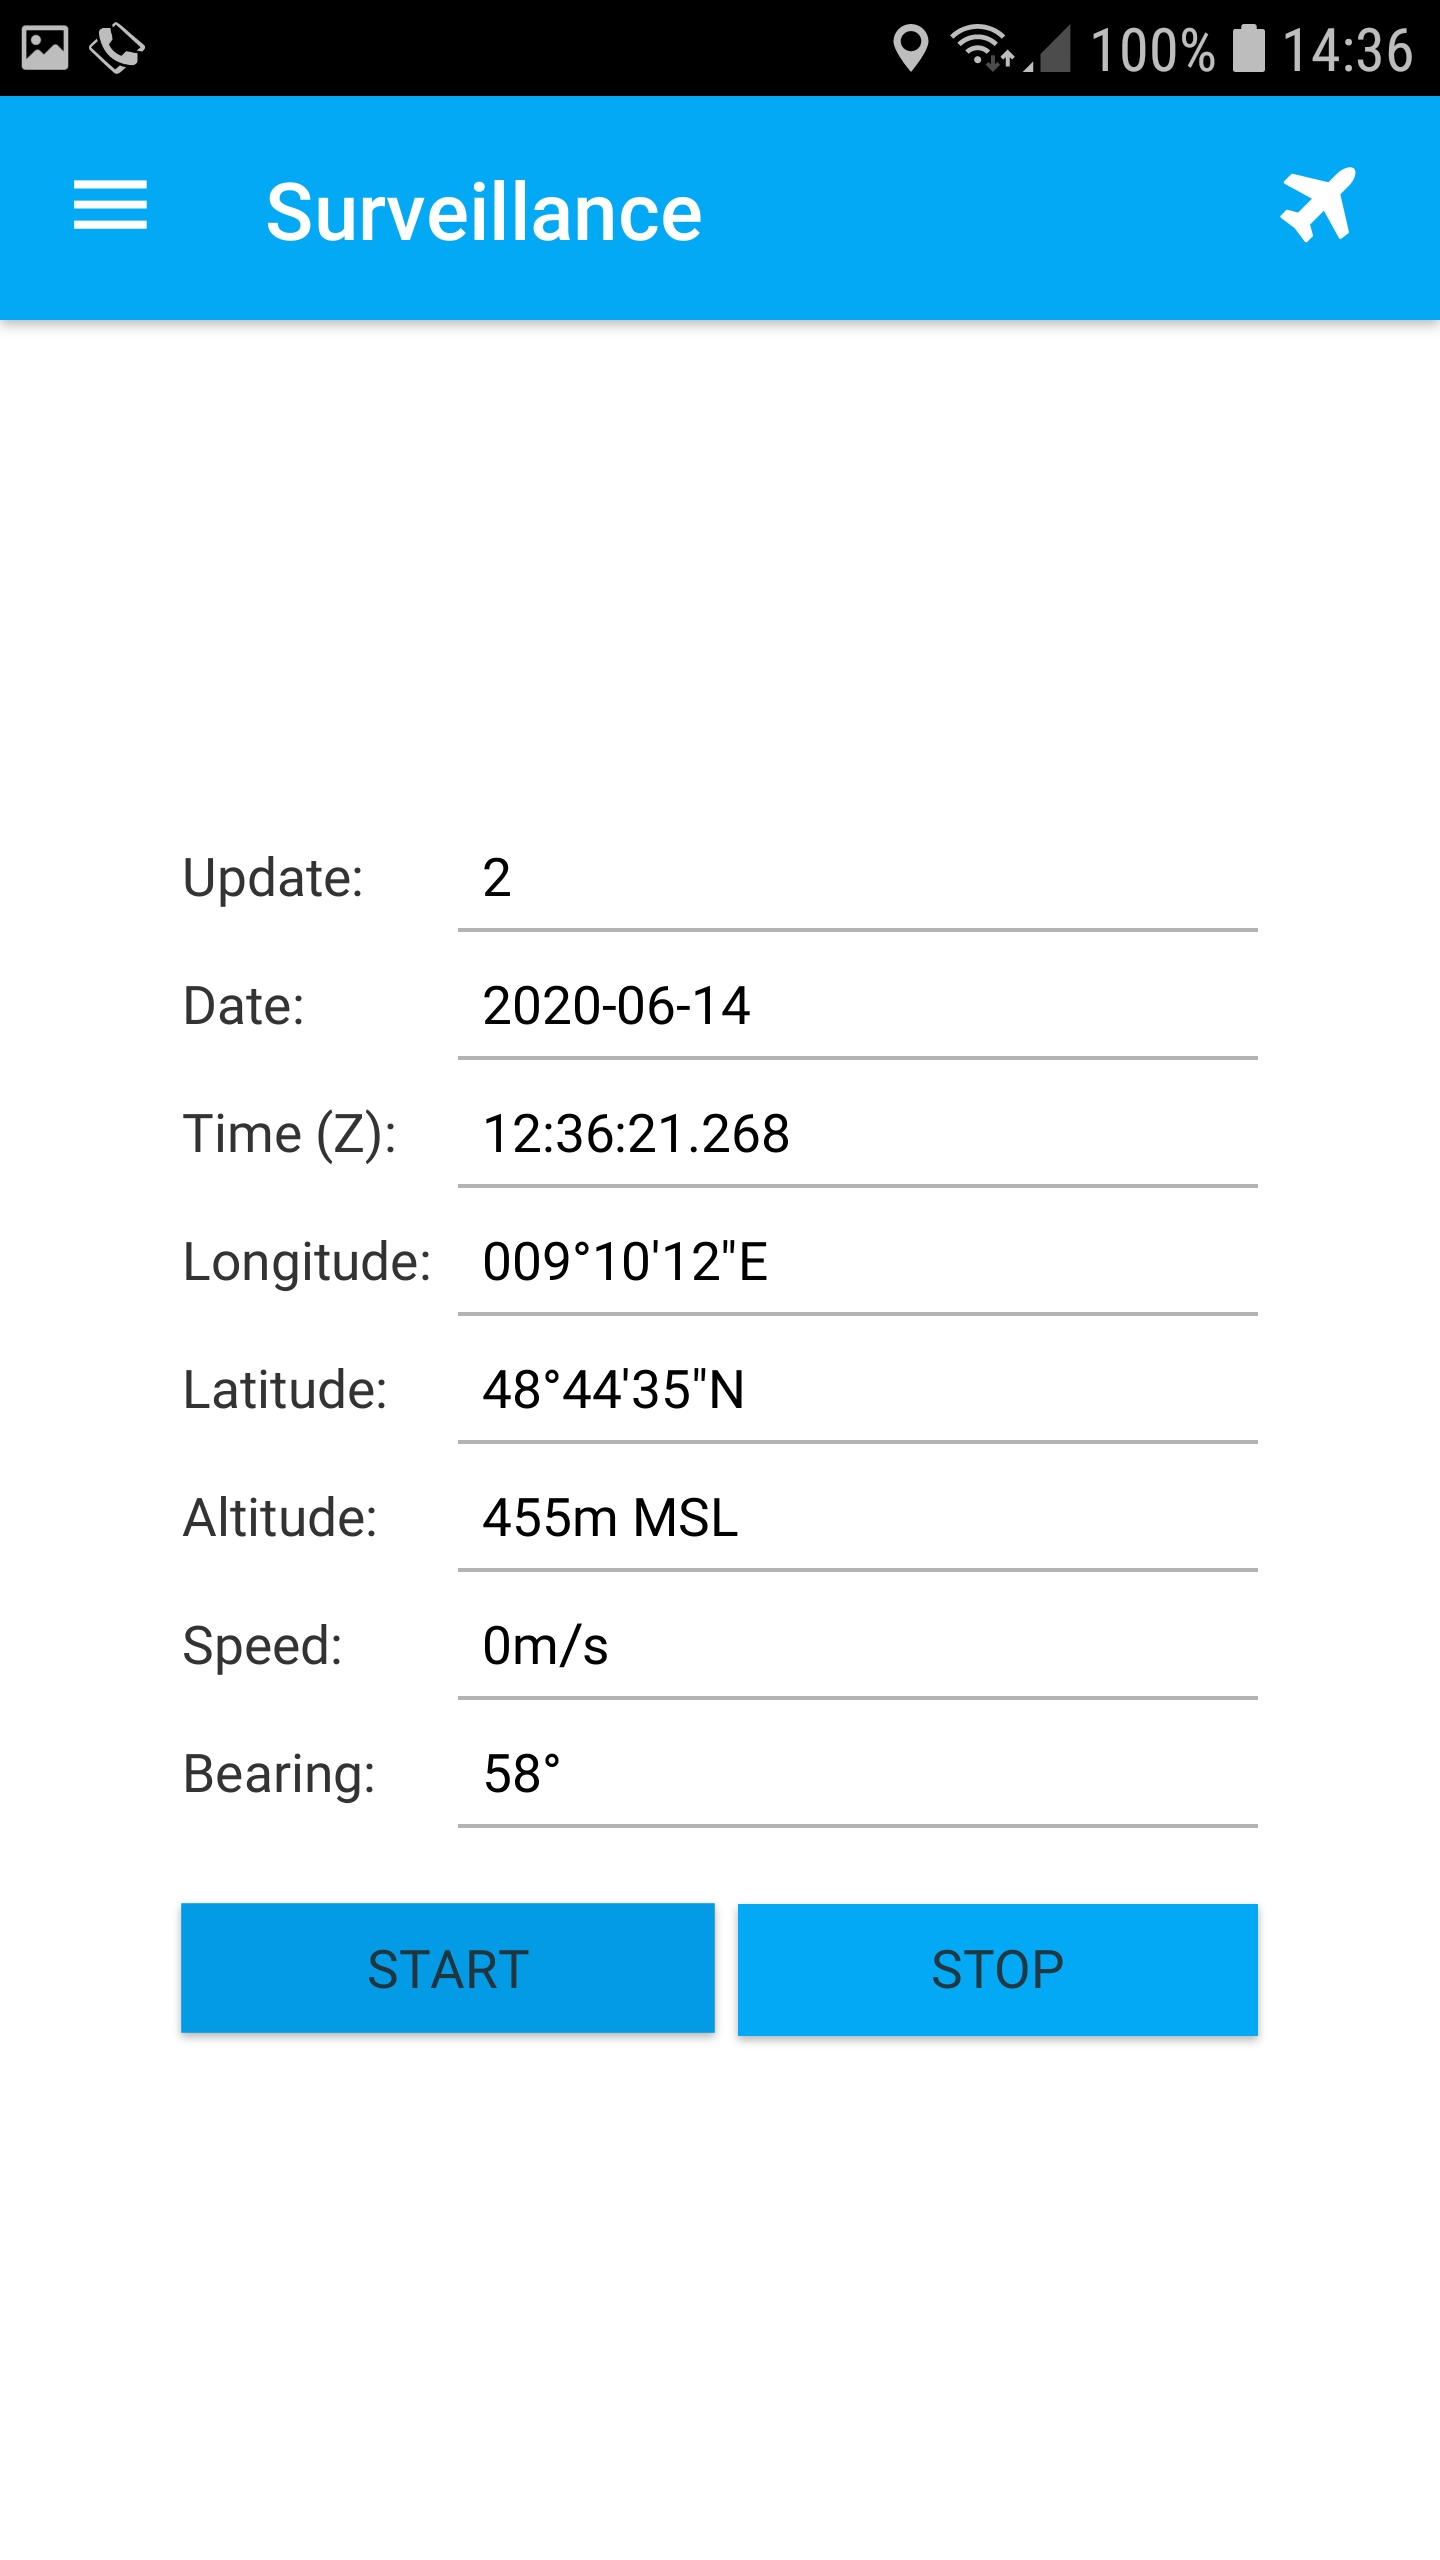 100% 14:36
Surveillance
Update: 2
Date: 2020-06-14
Time (Z): 12:36:21.268
Longitude: 009°10'12"E
Latitude: 48°44'35"N
Altitude: 455m MSL
Speed: 0m/s
Bearing: 58°
START STOP